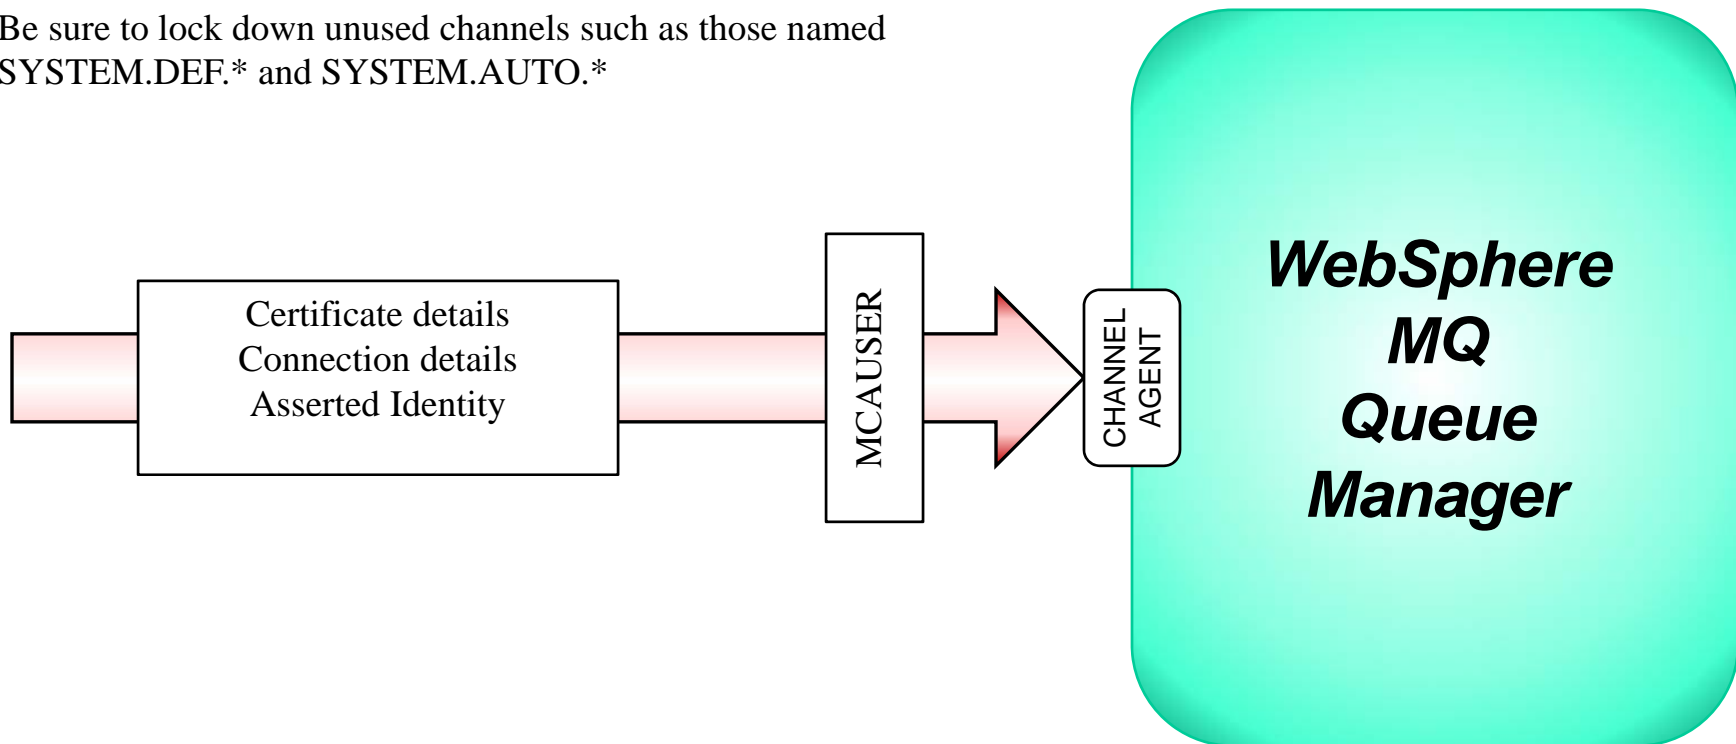 Be sure to lock down unused channels such as those named
SYSTEM.DEF.* and SYSTEM.AUTO.*
Certificate details
Connection details
Asserted Identity
MCAUSER
CHANNEL
AGENT
WebSphere
MQ
Queue
Manager